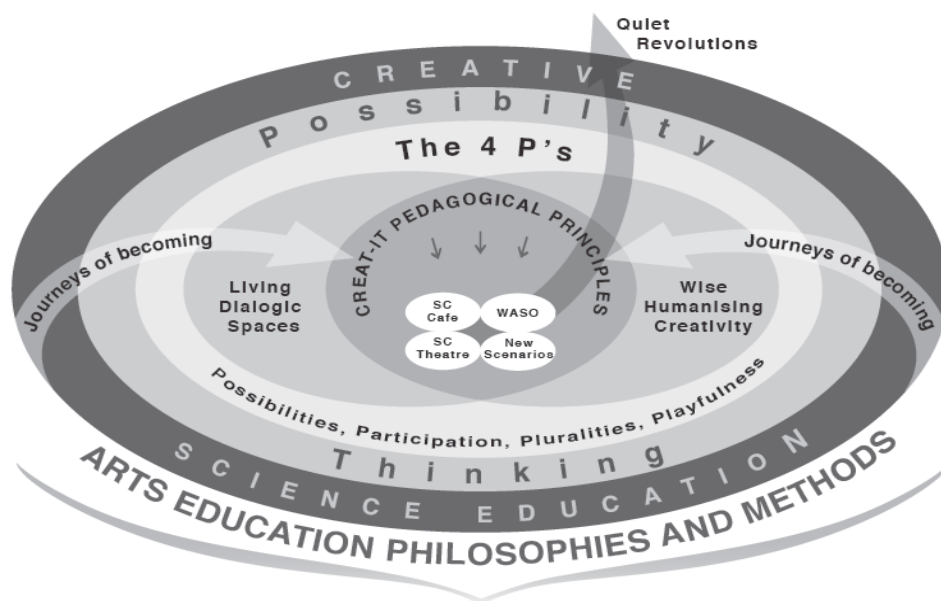 Quiet
Revolutions
CREATIVE
Possibility
The 4 P's
CREAT-IT PEDAGOGICAL PRINCIPLES
Journeys of becoming
Journeys of becoming
Living
Dialogic
Spaces
SC
Cafe
WASO
SC
Theatre
New
Scenarios
Wise
Humanising
Creativity
Possibilities, Participation, Pluralities, Playfulness
Thinking
SCIENCE EDUCATION
ARTS EDUCATION PHILOSOPHIES AND METHODS